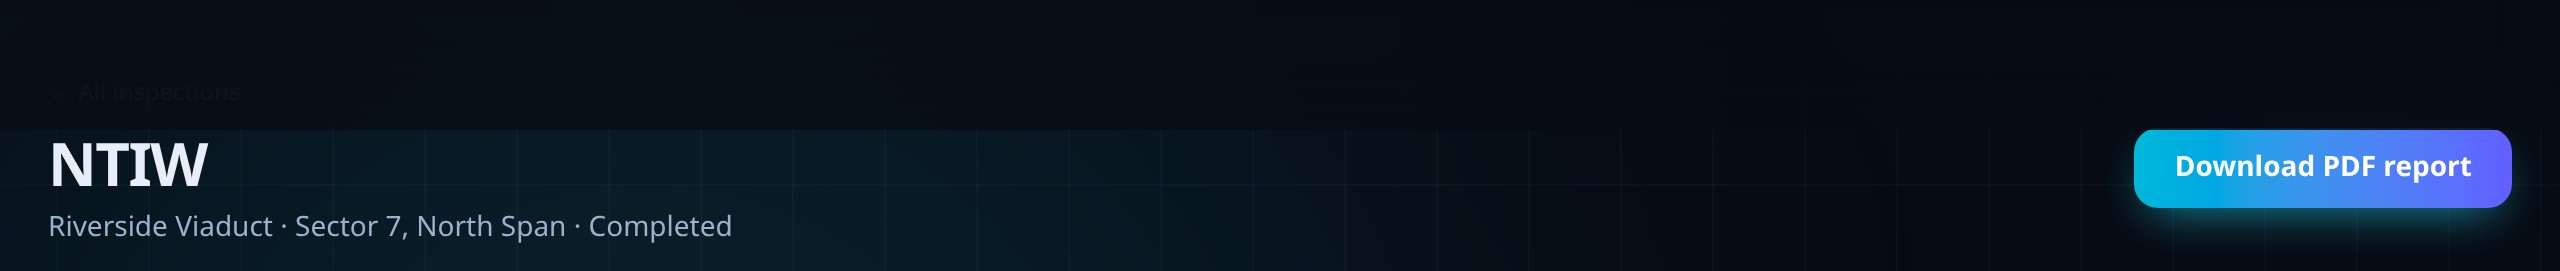 ← All inspections
NTIW
Riverside Viaduct · Sector 7, North Span · Completed
Download PDF report